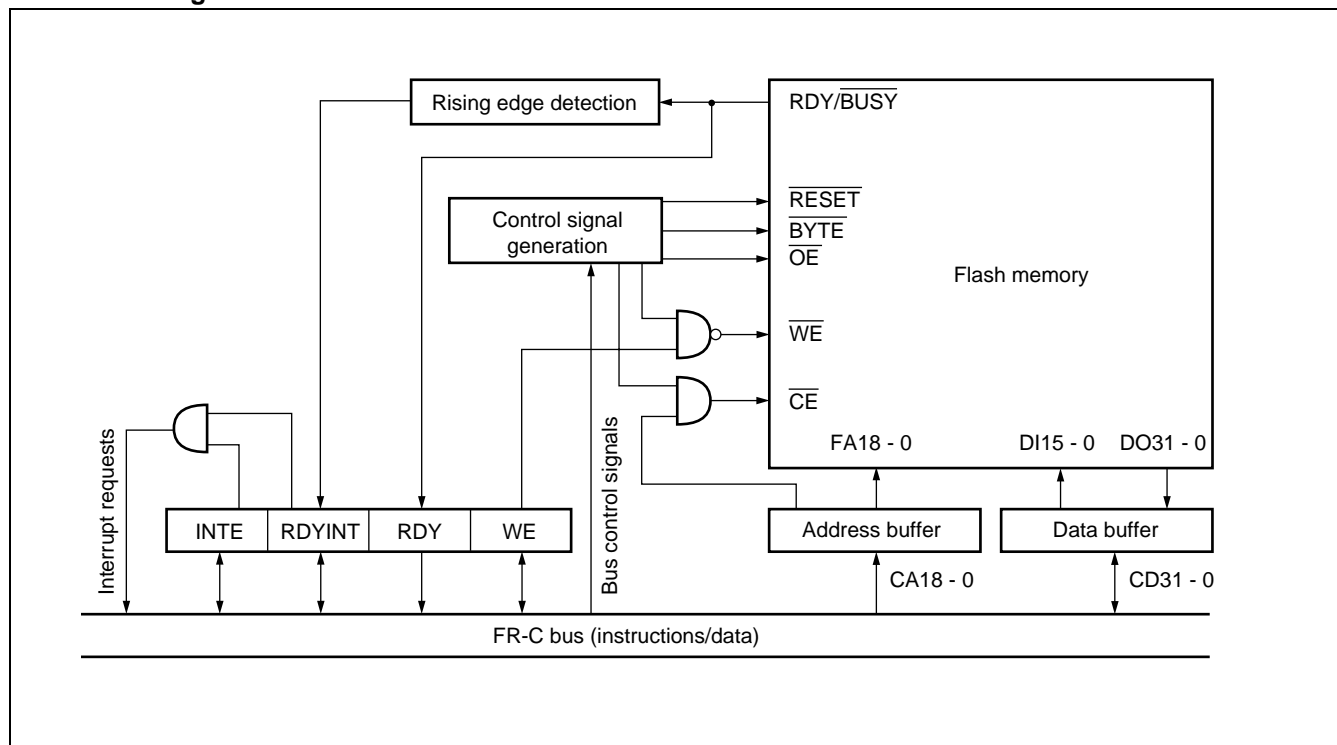 Rising edge detection
RDY/BUSY
RESET
Control signal
generation
BYTE
OE
Flash memory
WE
CE
Interrupt requests
Bus control signals
FA18 - 0
DI15 - 0
DO31 - 0
INTE
RDYINT
RDY
WE
Address buffer
Data buffer
CA18 - 0
CD31 - 0
FR-C bus (instructions/data)